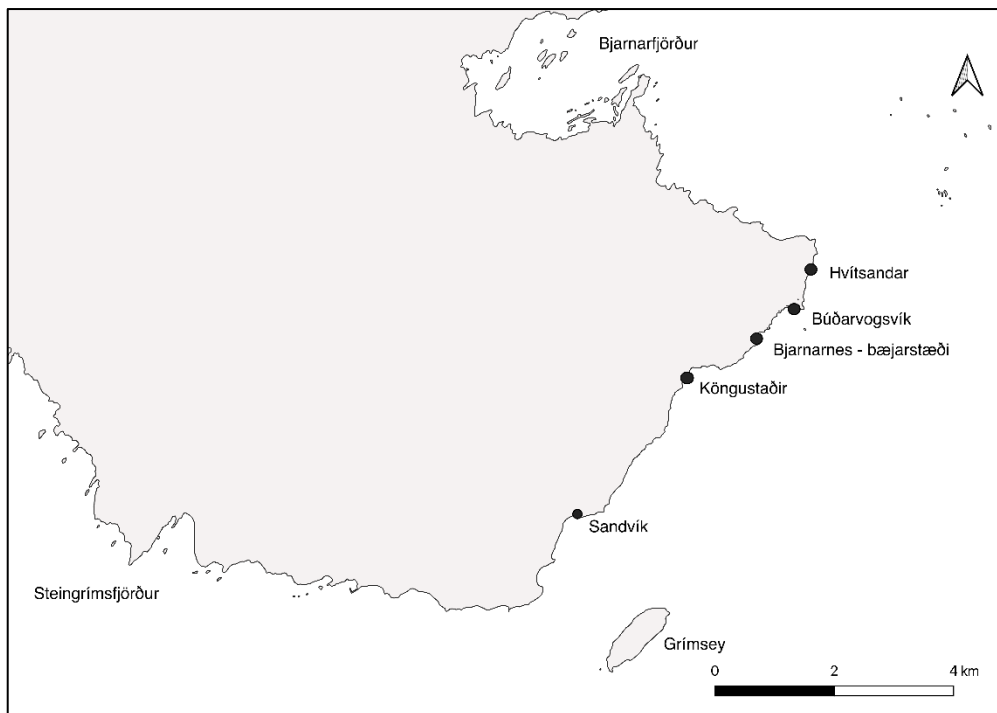 Bjarnarfjörður
Hvítsandar
Búðarvogsvík
Bjarnarnes - bæjarstæði
Köngustaðir
Sandvík
Steingrímsfjörður
Grímsey
0 2 4 km